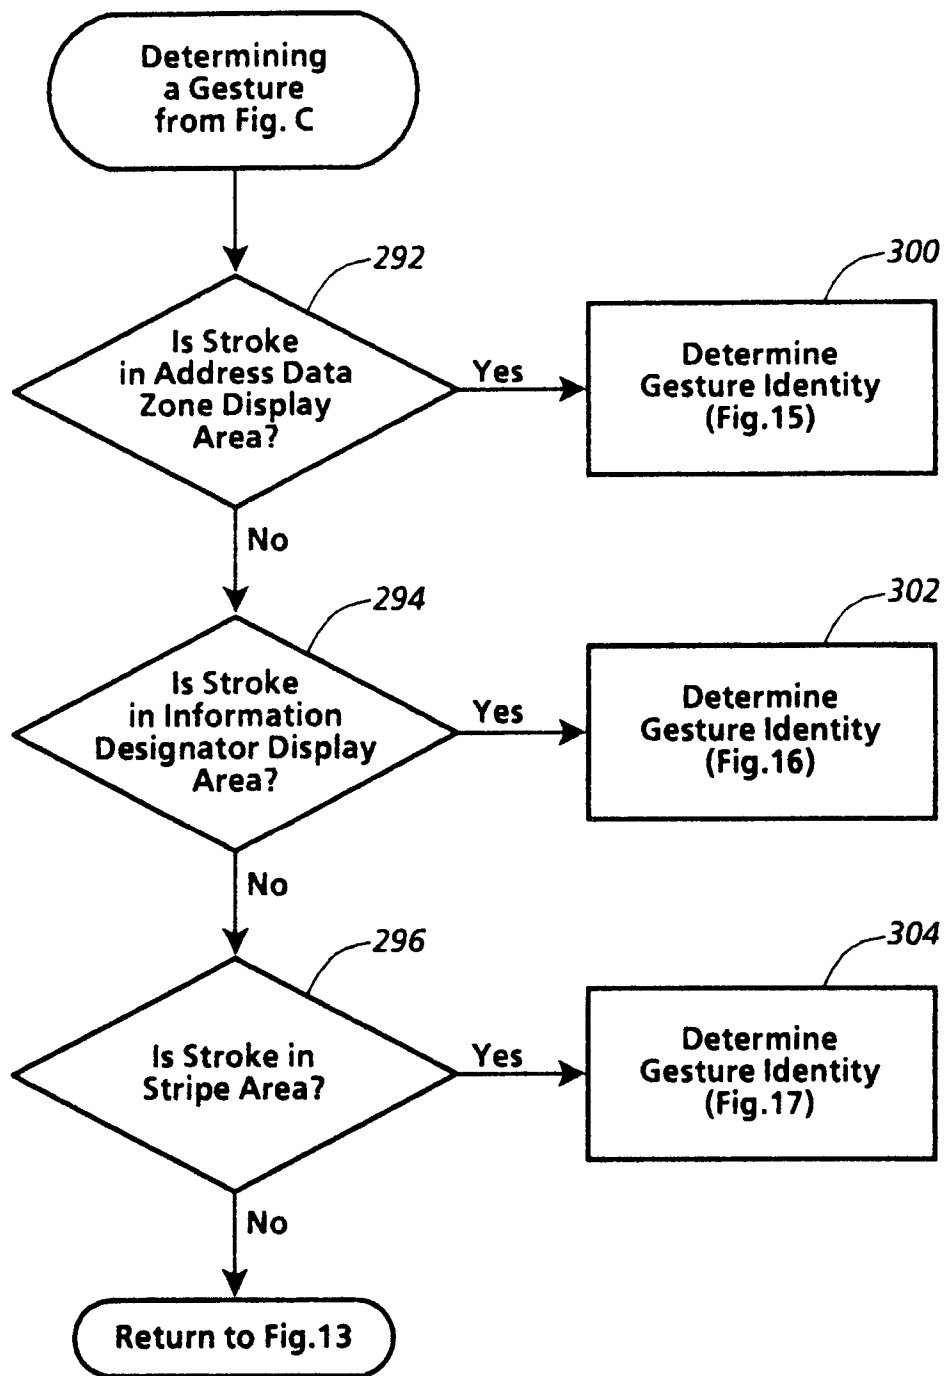 Determining
a Gesture
from Fig. C
292
Is Stroke
in Address Data
Zone Display
Area?
Yes
300
Determine
Gesture Identity
(Fig.15)
No
294
Is Stroke
in Information
Designator Display
Area?
Yes
302
Determine
Gesture Identity
(Fig.16)
No
296
Is Stroke in
Stripe Area?
Yes
304
Determine
Gesture Identity
(Fig.17)
No
Return to Fig.13